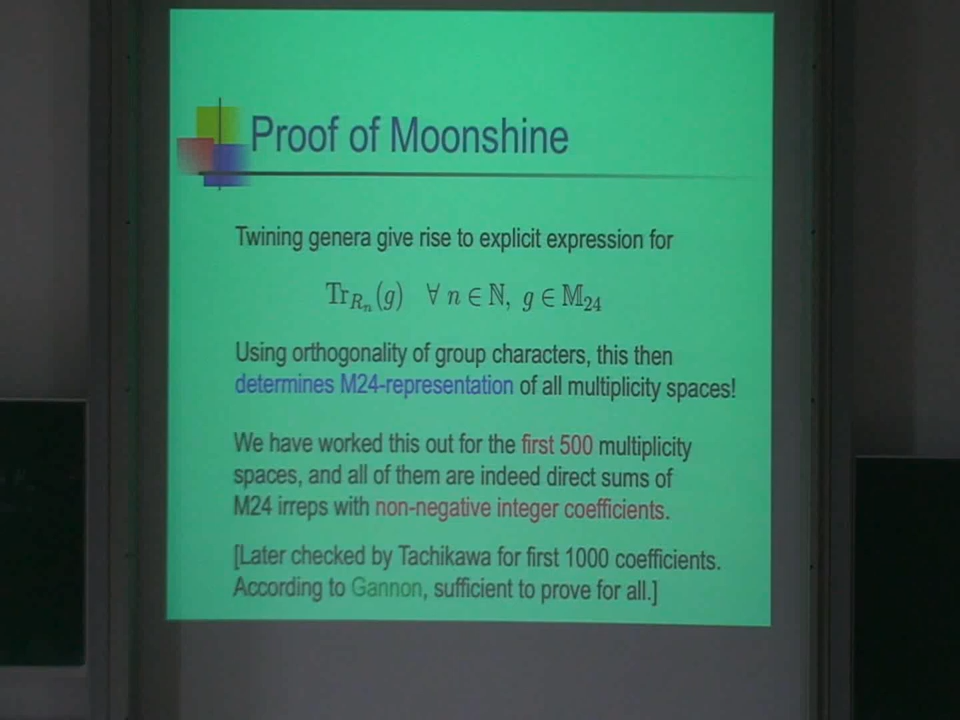 Proof of Moonshine
Twining genera give rise to explicit expression for
Tr_{R_n}(g) ∀ n ∈ ℕ, g ∈ 𝕄_{24}
Using orthogonality of group characters, this then
determines M24-representation of all multiplicity spaces!
We have worked this out for the first 500 multiplicity
spaces, and all of them are indeed direct sums of
M24 irreps with non-negative integer coefficients.
[Later checked by Tachikawa for first 1000 coefficients.
According to Gannon, sufficient to prove for all.]